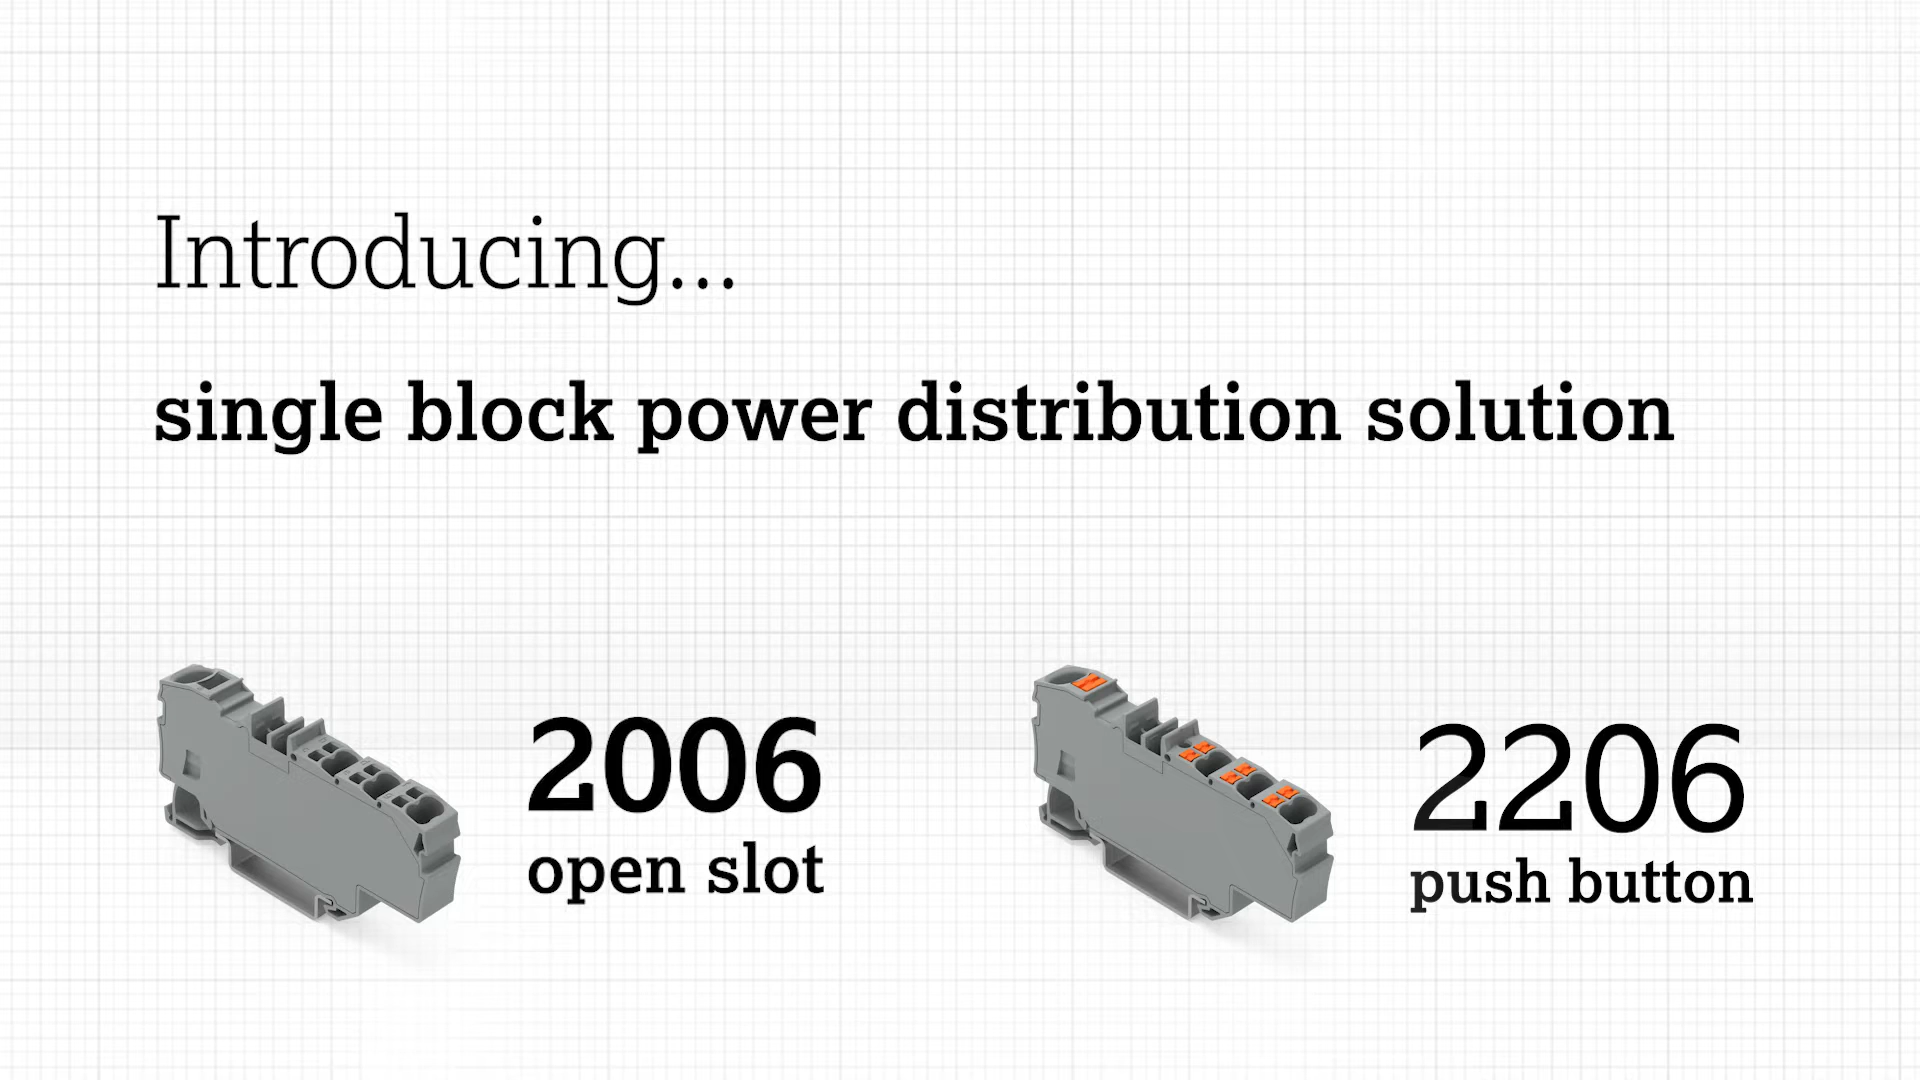 Introducing...
single block power distribution solution
2006
open slot
2206
push button